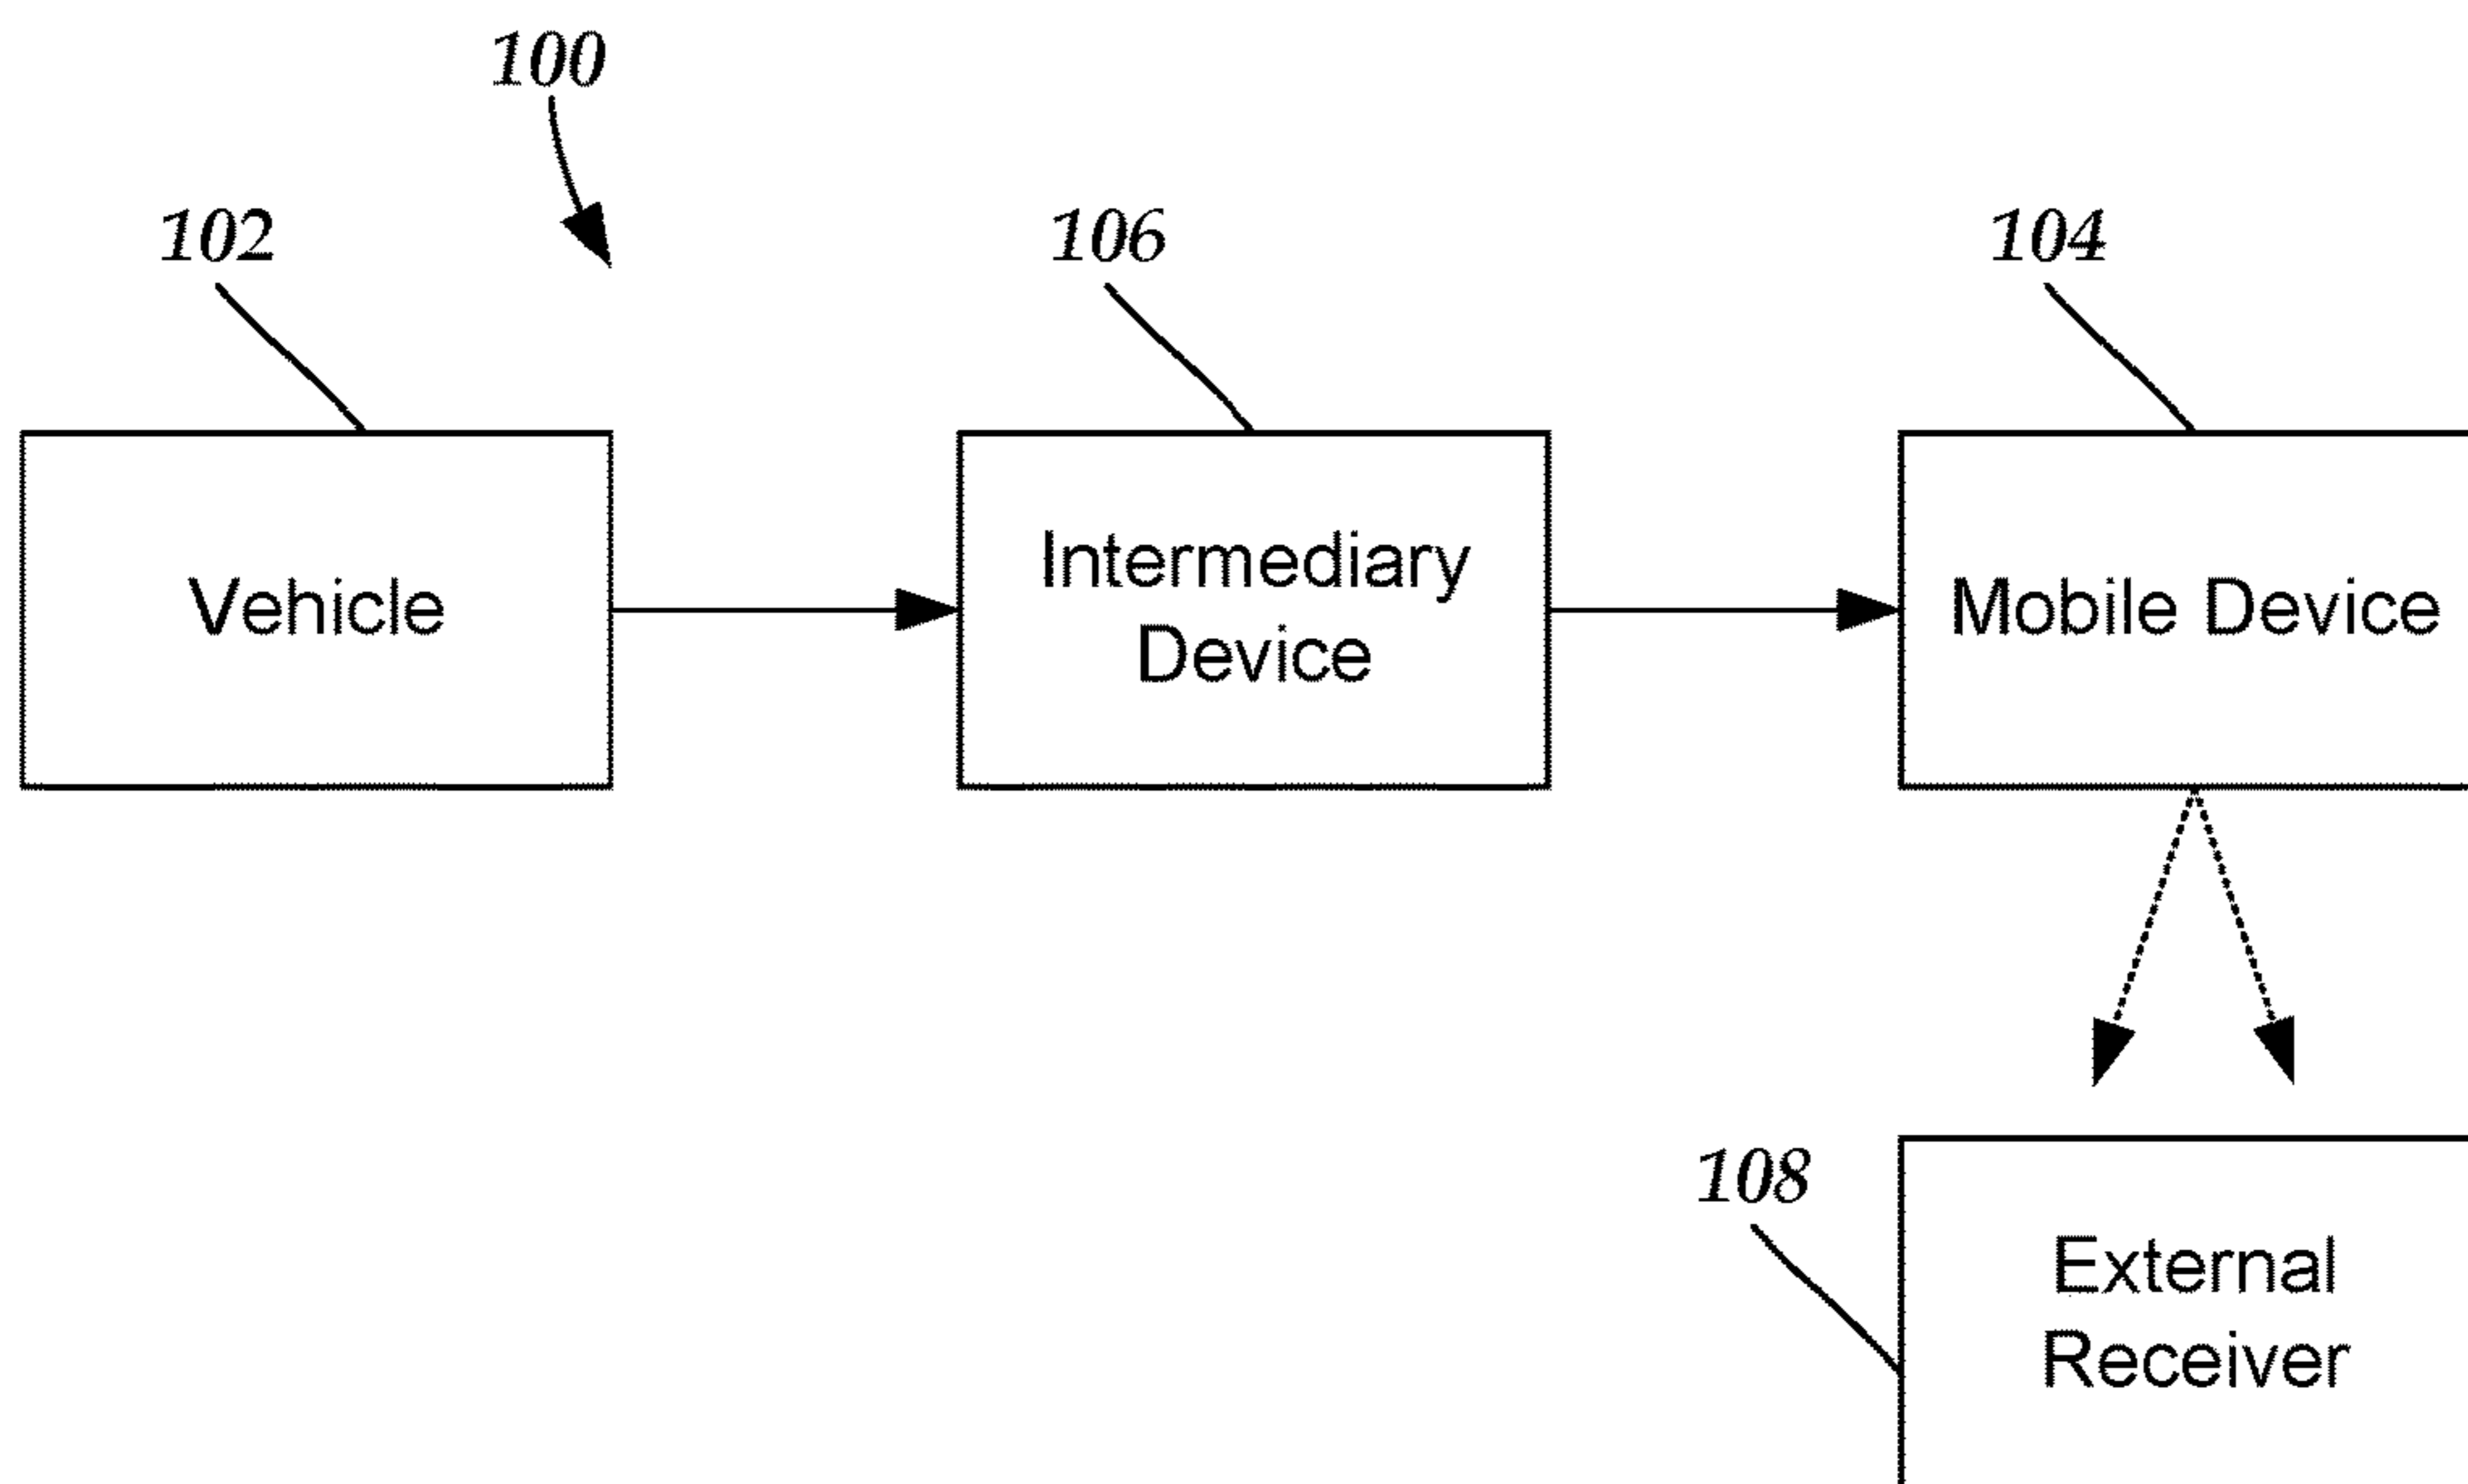 100
102
106
104
Vehicle
Intermediary
Device
Mobile Device
108
External
Receiver